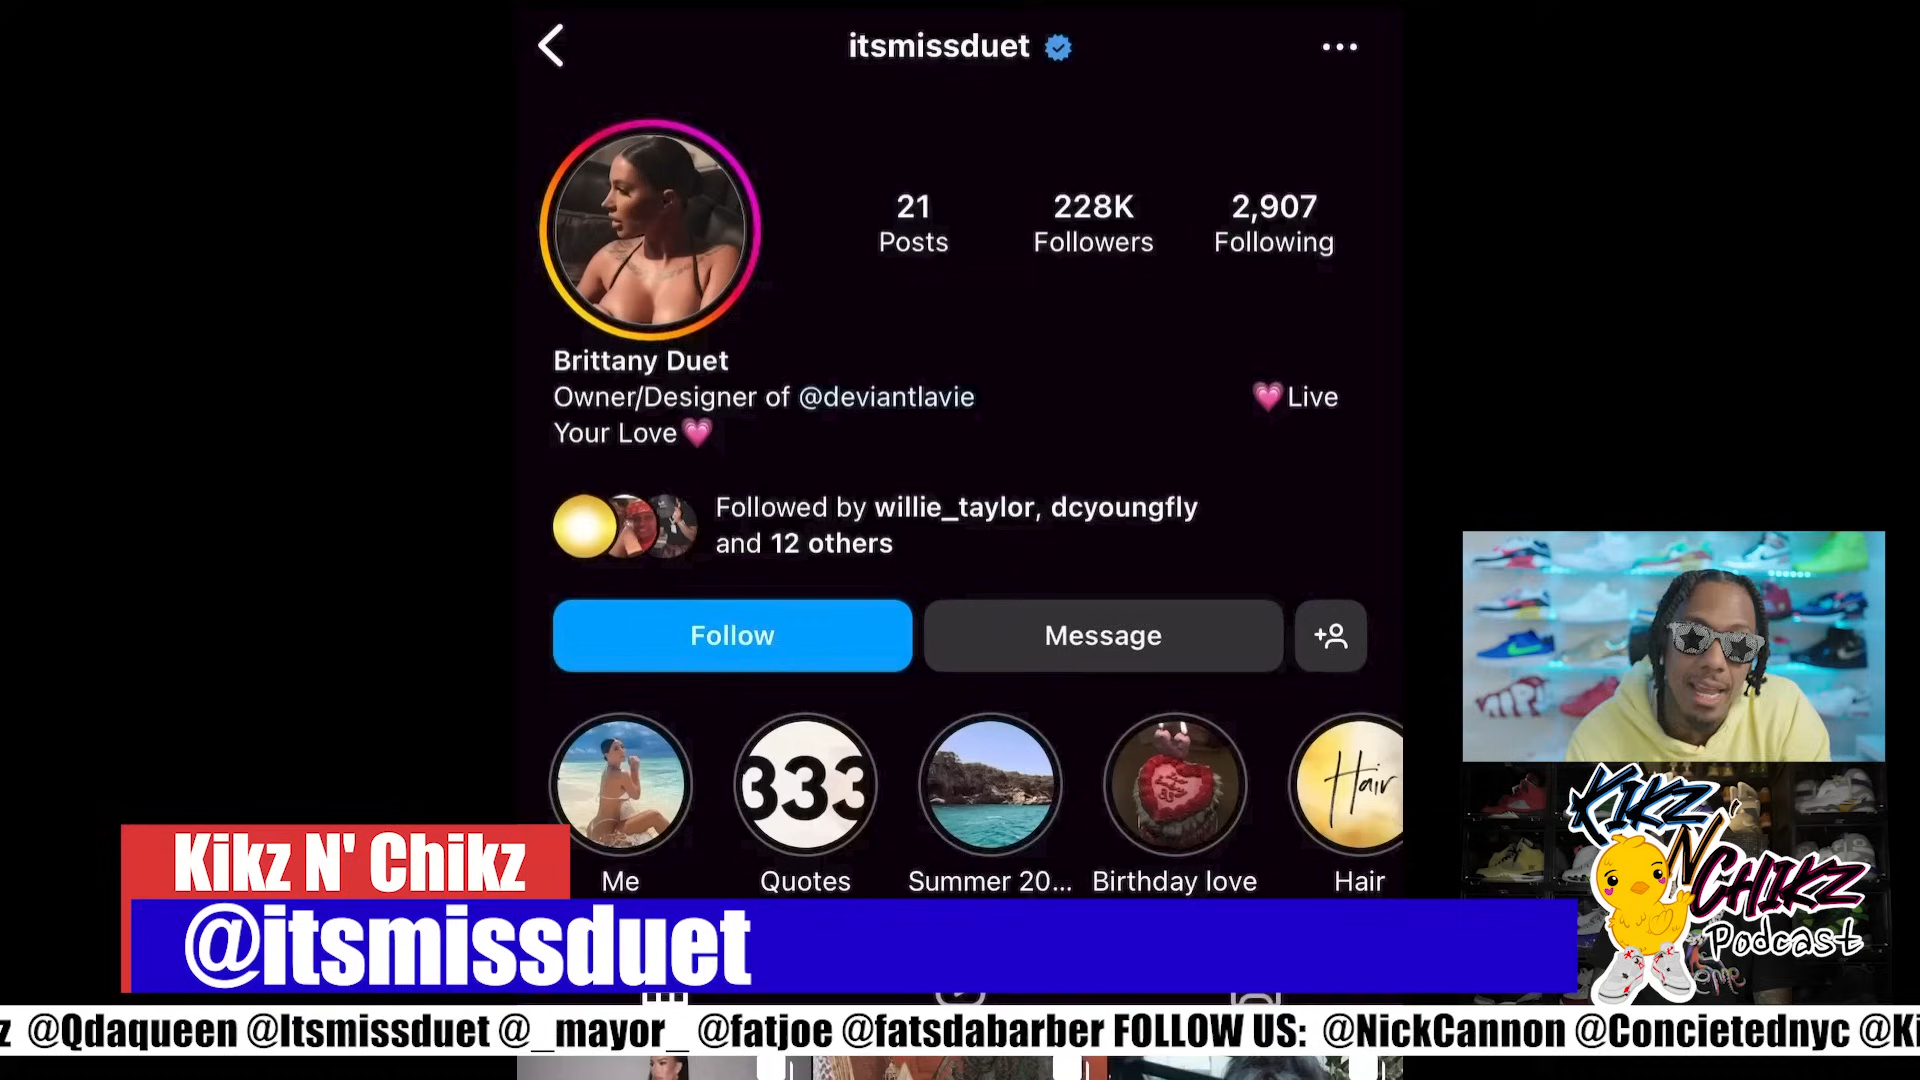 itsmissduet
21
Posts
228K
Followers
2,907
Following
Brittany Duet
Owner/Designer of @deviantlavie 💗Live
Your Love💗
Followed by willie_taylor, dcyoungfly
and 12 others
Follow
Message
333
Hair
Me
Quotes
Summer 20...
Birthday love
Hair
Kikz N' Chikz
@itsmissduet
KIKZ
N'
CHIKZ
Podcast
z @Qdaqueen @Itsmissduet @_mayor_ @fatjoe @fatsdabarber FOLLOW US: @NickCannon @Concietednyc @Ki